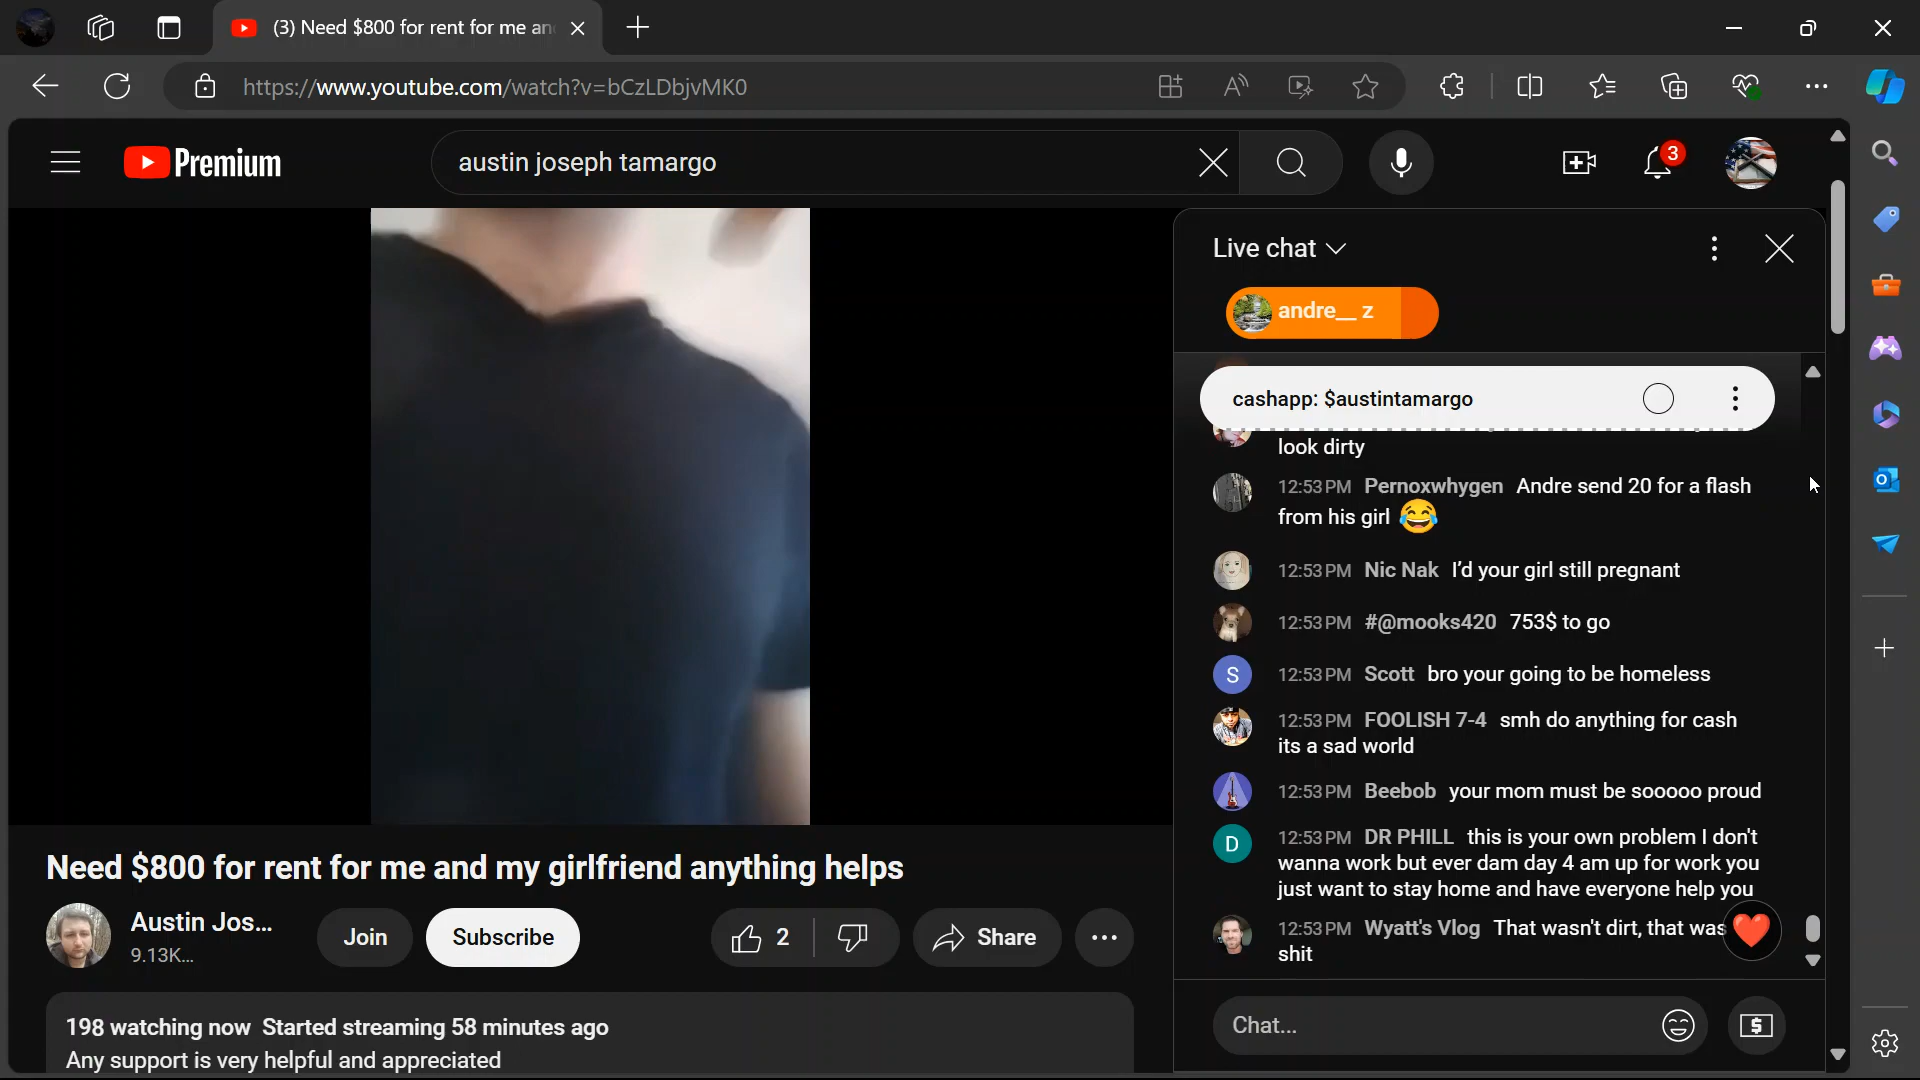 (3) Need $800 for rent for me an
https://www.youtube.com/watch?v=bCzLDbjvMK0
Premium
austin joseph tamargo
3
Live chat
andre__ z
cashapp: $austintamargo
look dirty
12:53 PM Pernoxwhygen Andre send 20 for a flash
from his girl 😂
12:53 PM Nic Nak I'd your girl still pregnant
12:53 PM #@mooks420 753$ to go
S 12:53 PM Scott bro your going to be homeless
12:53 PM FOOLISH 7-4 smh do anything for cash
its a sad world
12:53 PM Beebob your mom must be sooooo proud
D 12:53 PM DR PHILL this is your own problem I don't
wanna work but ever dam day 4 am up for work you
just want to stay home and have everyone help you
12:53 PM Wyatt's Vlog That wasn't dirt, that was
shit
Chat...
Need $800 for rent for me and my girlfriend anything helps
Austin Jos...
9.13K...
Join
Subscribe
2
Share
198 watching now Started streaming 58 minutes ago
Any support is very helpful and appreciated